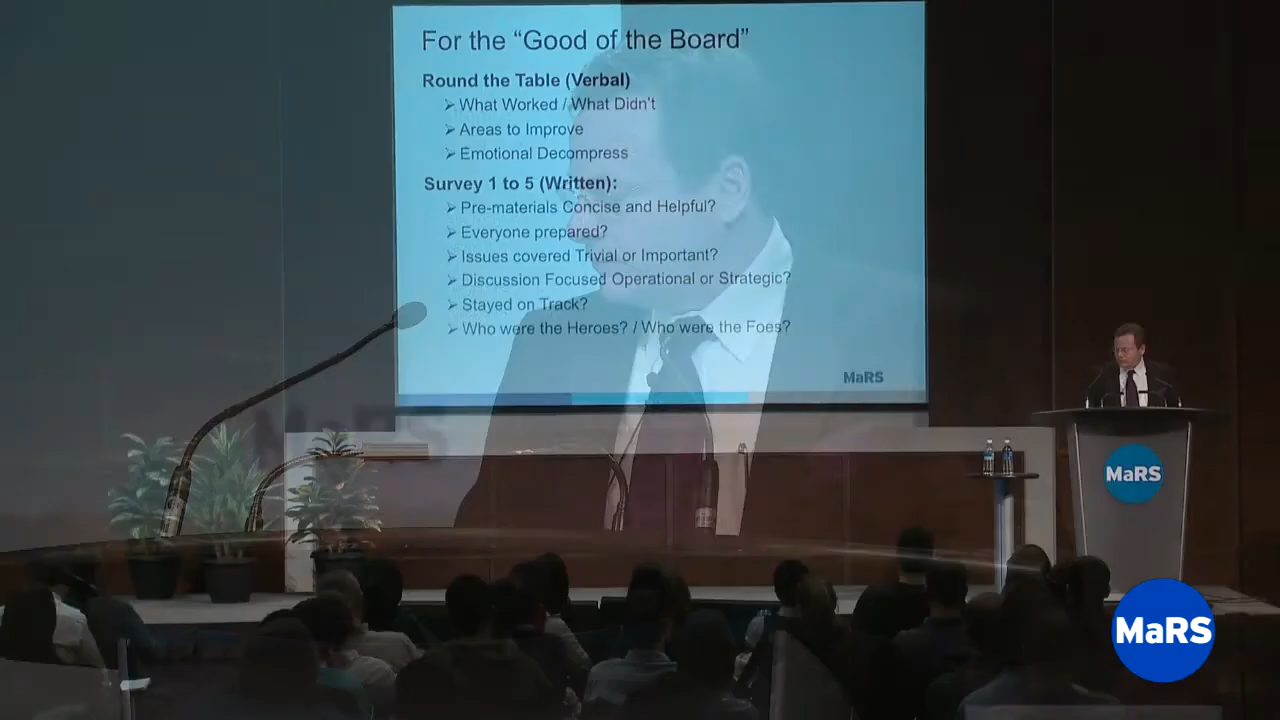 For the “Good of the Board”
Round the Table (Verbal)
➢ What Worked / What Didn't
➢ Areas to Improve
➢ Emotional Decompress
Survey 1 to 5 (Written):
➢ Pre-materials Concise and Helpful?
➢ Everyone prepared?
➢ Issues covered Trivial or Important?
➢ Discussion Focused Operational or Strategic?
➢ Stayed on Track?
➢ Who were the Heroes? / Who were the Foes?
MaRS
MaRS
MaRS